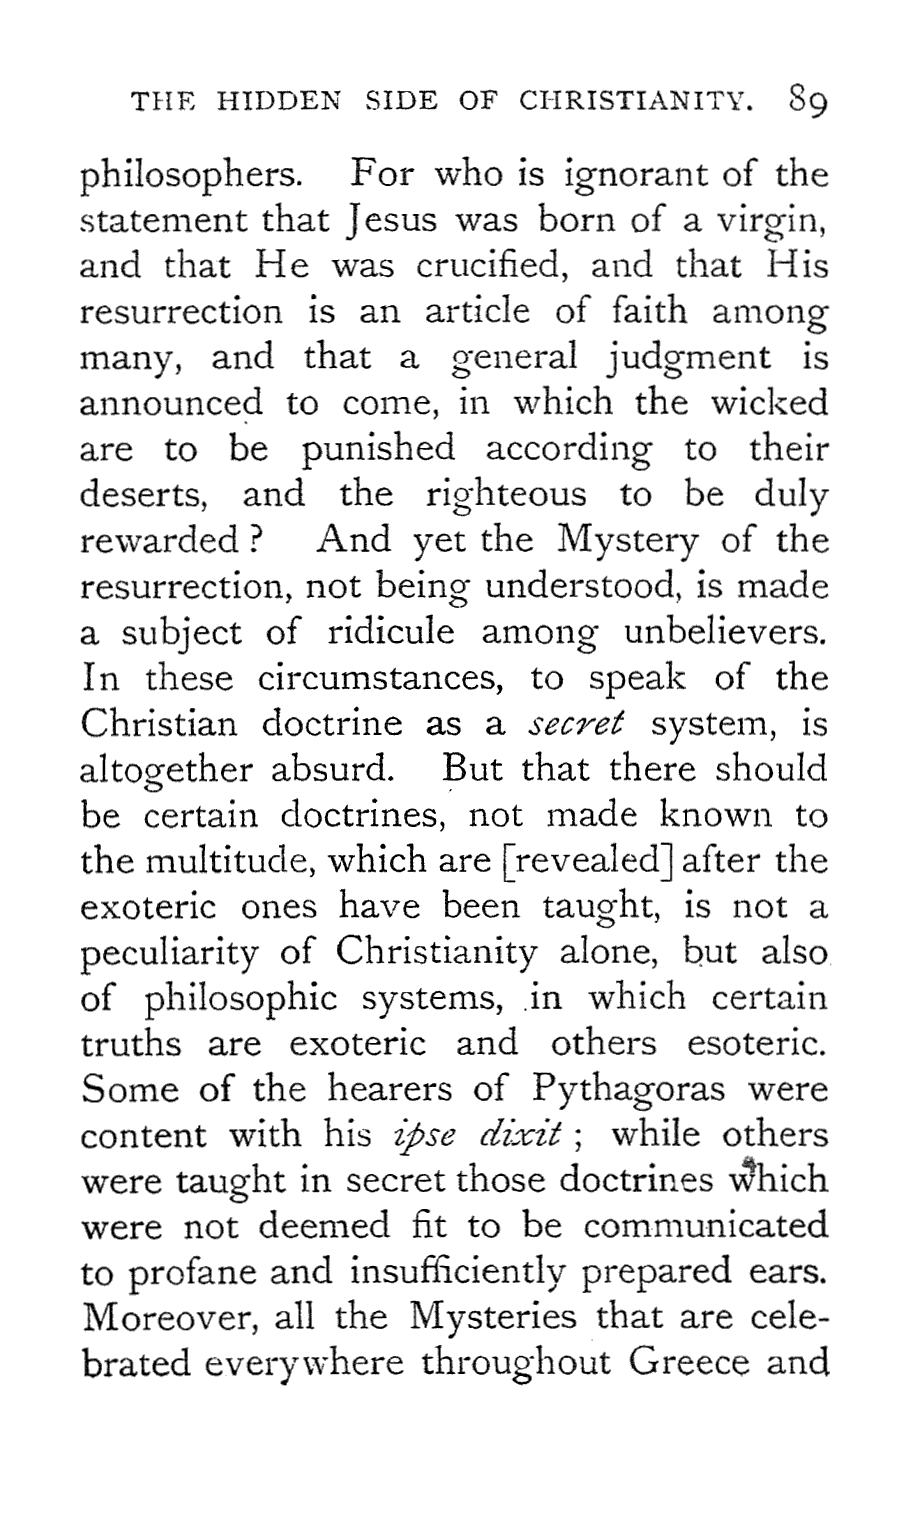 THE HIDDEN SIDE OF CHRISTIANITY. 89
philosophers. For who is ignorant of the
statement that Jesus was born of a virgin,
and that He was crucified, and that His
resurrection is an article of faith among
many, and that a general judgment is
announced to come, in which the wicked
are to be punished according to their
deserts, and the righteous to be duly
rewarded ? And yet the Mystery of the
resurrection, not being understood, is made
a subject of ridicule among unbelievers.
In these circumstances, to speak of the
Christian doctrine as a secret system, is
altogether absurd. But that there should
be certain doctrines, not made known to
the multitude, which are [revealed] after the
exoteric ones have been taught, is not a
peculiarity of Christianity alone, but also
of philosophic systems, in which certain
truths are exoteric and others esoteric.
Some of the hearers of Pythagoras were
content with his ipse dixit ; while others
were taught in secret those doctrines which
were not deemed fit to be communicated
to profane and insufficiently prepared ears.
Moreover, all the Mysteries that are cele-
brated everywhere throughout Greece and